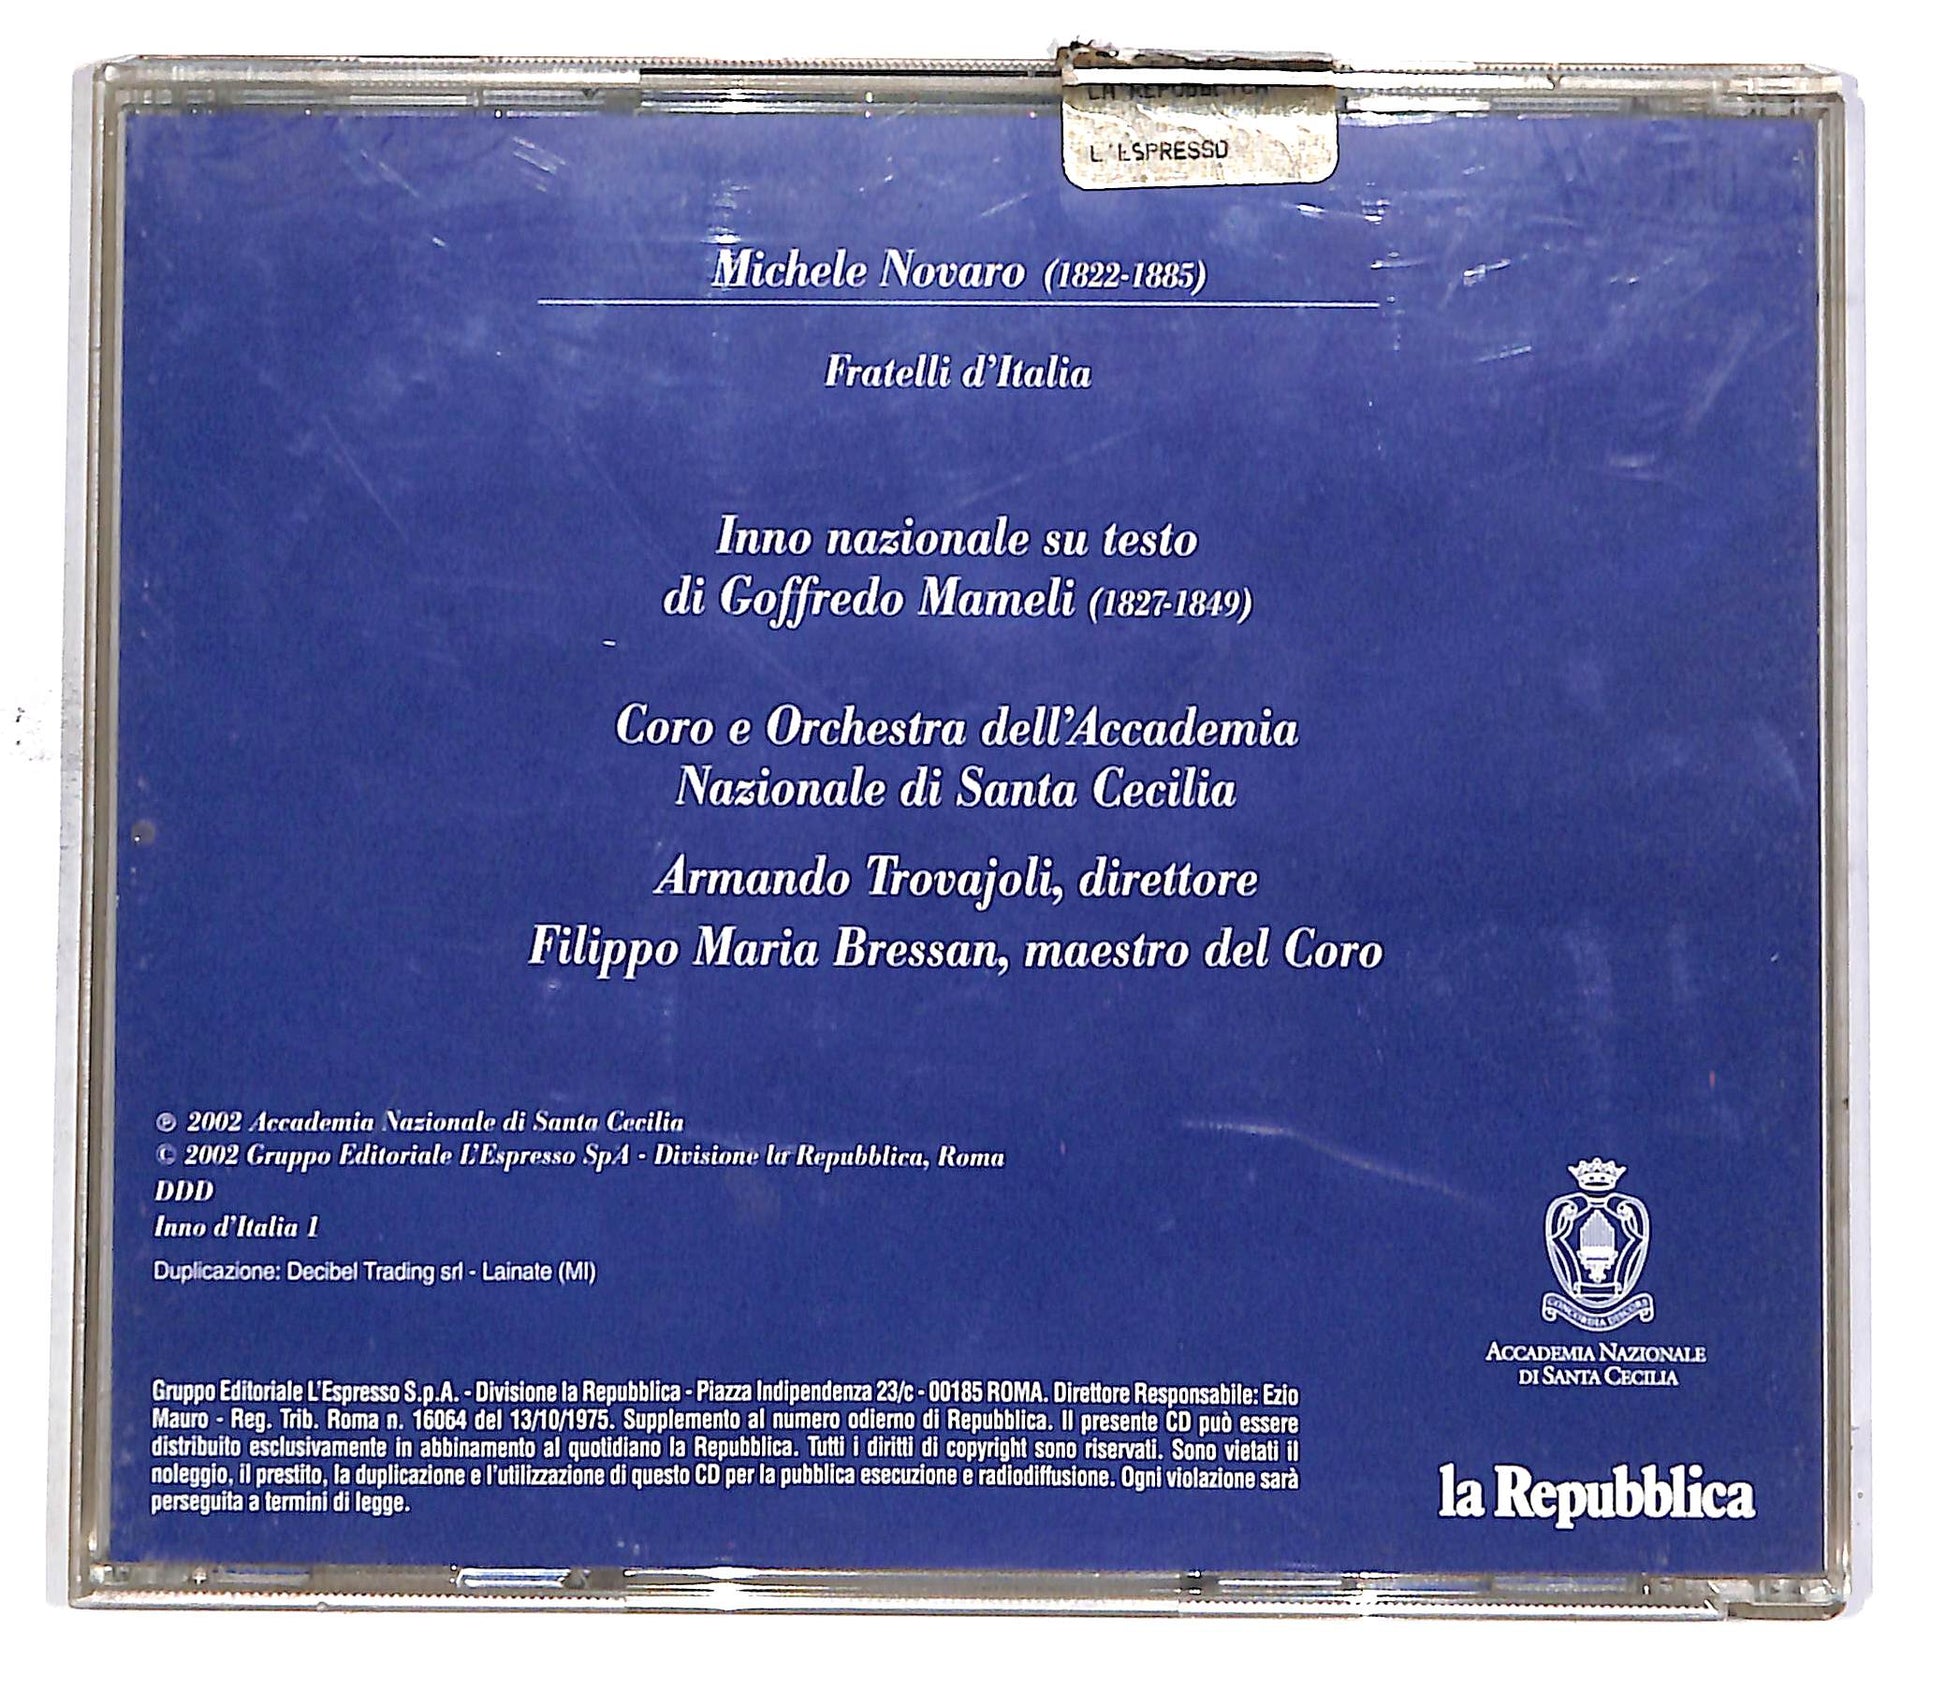 LA REPUBBLICA
L'ESPRESSO
Michele Novaro (1822-1885)
Fratelli d'Italia
Inno nazionale su testo
di Goffredo Mameli (1827-1849)
Coro e Orchestra dell'Accademia
Nazionale di Santa Cecilia
Armando Trovajoli, direttore
Filippo Maria Bressan, maestro del Coro
℗ 2002 Accademia Nazionale di Santa Cecilia
© 2002 Gruppo Editoriale L'Espresso SpA - Divisione la Repubblica, Roma
DDD
Inno d'Italia 1
Duplicazione: Decibel Trading srl - Lainate (MI)
CONCORDIA DISCORS
ACCADEMIA NAZIONALE
DI SANTA CECILIA
Gruppo Editoriale L'Espresso S.p.A. - Divisione la Repubblica - Piazza Indipendenza 23/c - 00185 ROMA. Direttore Responsabile: Ezio
Mauro - Reg. Trib. Roma n. 16064 del 13/10/1975. Supplemento al numero odierno di Repubblica. Il presente CD può essere
distribuito esclusivamente in abbinamento al quotidiano la Repubblica. Tutti i diritti di copyright sono riservati. Sono vietati il
noleggio, il prestito, la duplicazione e l'utilizzazione di questo CD per la pubblica esecuzione e radiodiffusione. Ogni violazione sarà
perseguita a termini di legge.
la Repubblica